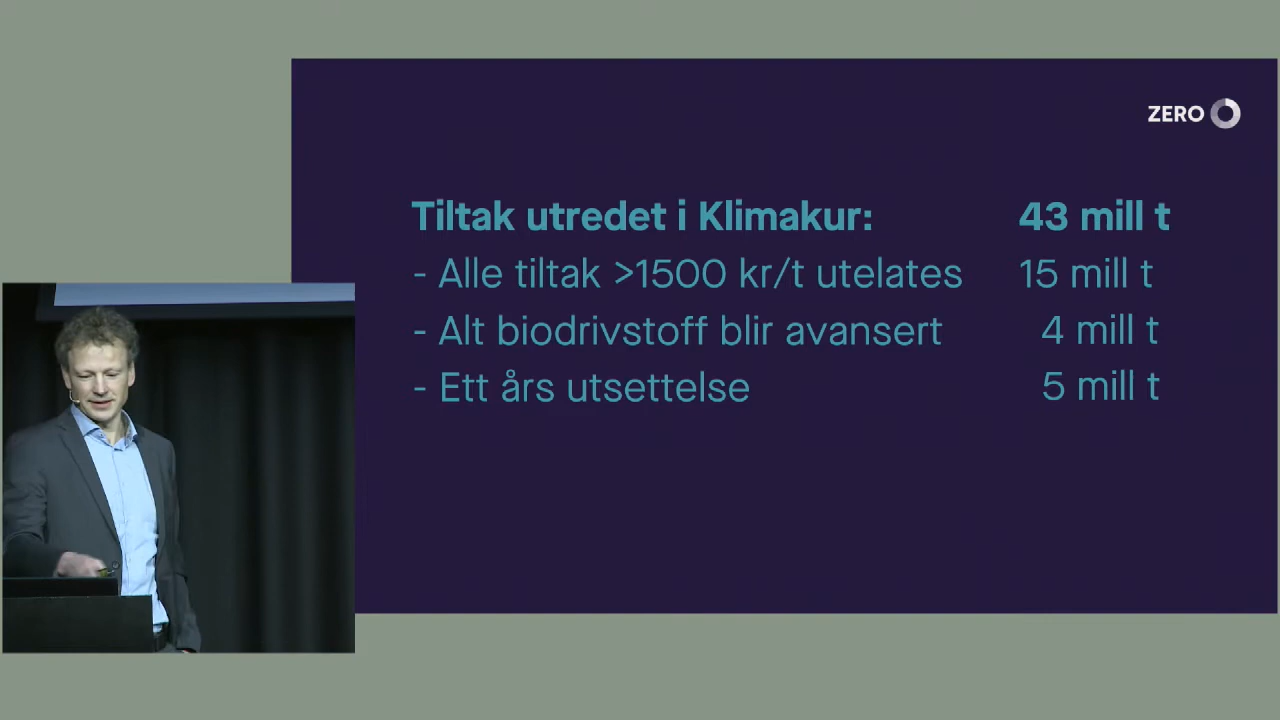 ZERO
Tiltak utredet i Klimakur: 43 mill t
- Alle tiltak >1500 kr/t utelates 15 mill t
- Alt biodrivstoff blir avansert 4 mill t
- Ett års utsettelse 5 mill t